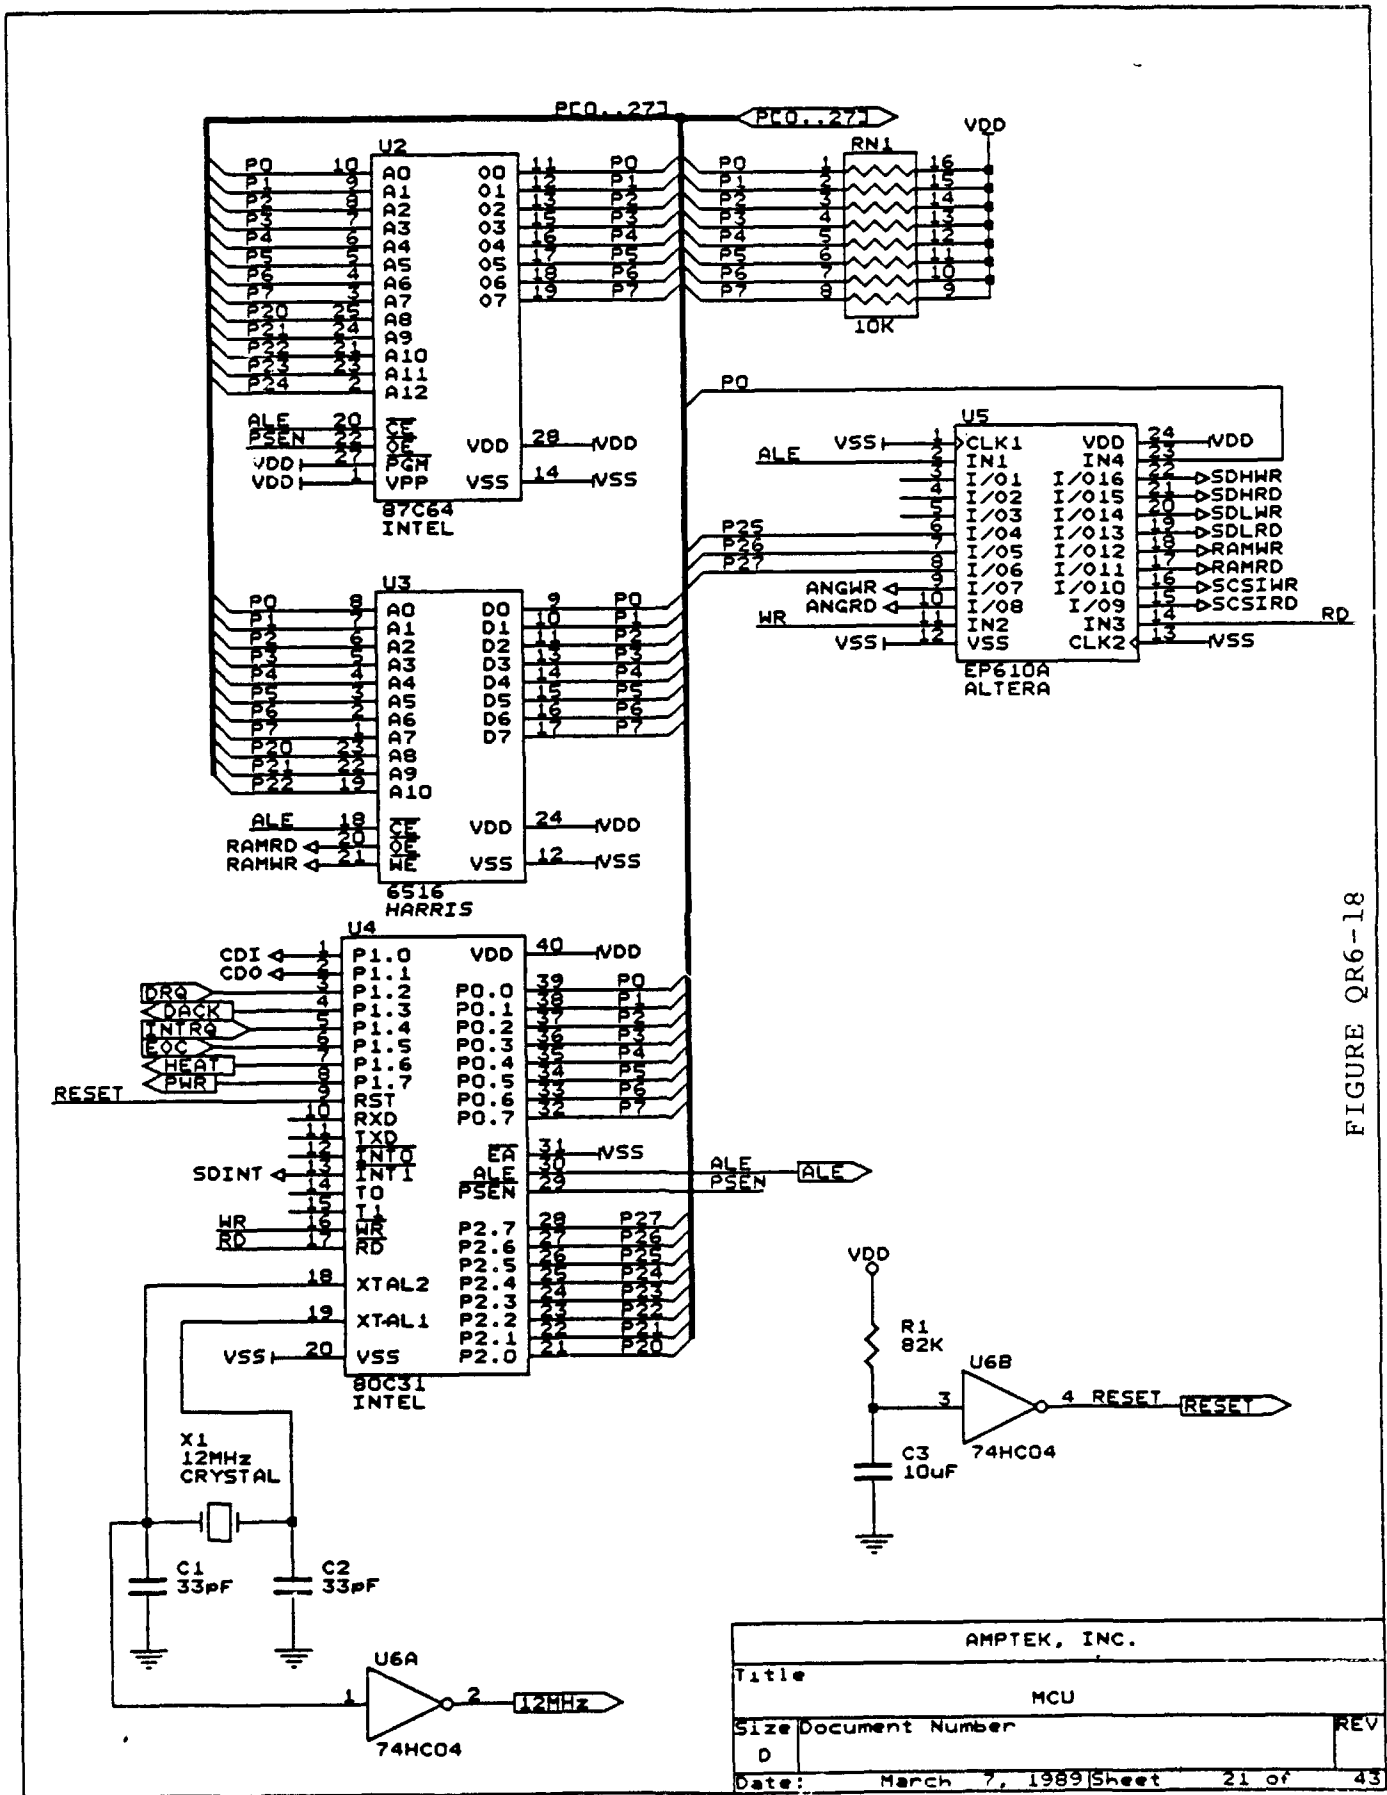 P[0..27]
P[0..27]
VDD
U2
P0 10 A0 O0 11 P0
P1 9 A1 O1 12 P1
P2 8 A2 O2 13 P2
P3 7 A3 O3 15 P3
P4 6 A4 O4 16 P4
P5 5 A5 O5 17 P5
P6 4 A6 O6 18 P6
P7 3 A7 O7 19 P7
P20 25 A8
P21 24 A9
P22 21 A10
P23 23 A11
P24 2 A12
ALE 20 CE
PSEN 22 OE VDD 28 VDD
VDD 27 PGM
VDD 1 VPP VSS 14 VSS
87C64
INTEL
RN1
P0 1 16
P1 2 15
P2 3 14
P3 4 13
P4 5 12
P5 6 11
P6 7 10
P7 8 9
10K
P0
U5
VSS 1 CLK1 VDD 24 VDD
ALE 2 IN1 IN4 23
3 I/O1 I/O16 22 SDHWR
4 I/O2 I/O15 21 SDHRD
5 I/O3 I/O14 20 SDLWR
P25 6 I/O4 I/O13 19 SDLRD
P26 7 I/O5 I/O12 18 RAMWR
P27 8 I/O6 I/O11 17 RAMRD
ANGWR 9 I/O7 I/O10 16 SCSIWR
ANGRD 10 I/O8 I/O9 15 SCSIRD
WR 11 IN2 IN3 14 RD
VSS 12 VSS CLK2 13 VSS
EP610A
ALTERA
U3
P0 8 A0 D0 9 P0
P1 7 A1 D1 10 P1
P2 6 A2 D2 11 P2
P3 5 A3 D3 13 P3
P4 4 A4 D4 14 P4
P5 3 A5 D5 15 P5
P6 2 A6 D6 16 P6
P7 1 A7 D7 17 P7
P20 23 A8
P21 22 A9
P22 19 A10
ALE 18 CE VDD 24 VDD
RAMRD 20 OE
RAMWR 21 WE VSS 12 VSS
6516
HARRIS
U4
CDI 1 P1.0 VDD 40 VDD
CDO 2 P1.1
DRQ 3 P1.2 P0.0 39 P0
DACK 4 P1.3 P0.1 38 P1
INTRQ 5 P1.4 P0.2 37 P2
EOC 6 P1.5 P0.3 36 P3
HEAT 7 P1.6 P0.4 35 P4
PWR 8 P1.7 P0.5 34 P5
RESET 9 RST P0.6 33 P6
10 RXD P0.7 32 P7
11 TXD
12 INT0 EA 31 VSS
SDINT 13 INT1 ALE 30 ALE ALE
14 T0 PSEN 29 PSEN
15 T1
WR 16 WR P2.7 28 P27
RD 17 RD P2.6 27 P26
P2.5 26 P25
18 XTAL2 P2.4 25 P24
P2.3 24 P23
19 XTAL1 P2.2 23 P22
P2.1 22 P21
VSS 20 VSS P2.0 21 P20
80C31
INTEL
X1
12MHz
CRYSTAL
C1
33pF
C2
33pF
U6A
1 2 12MHz
74HC04
VDD
R1
82K
U6B
3 4 RESET RESET
74HC04
C3
10uF
FIGURE QR6-18
AMPTEK, INC.
Title
MCU
Size Document Number REV
D
Date: March 7, 1989 Sheet 21 of 43